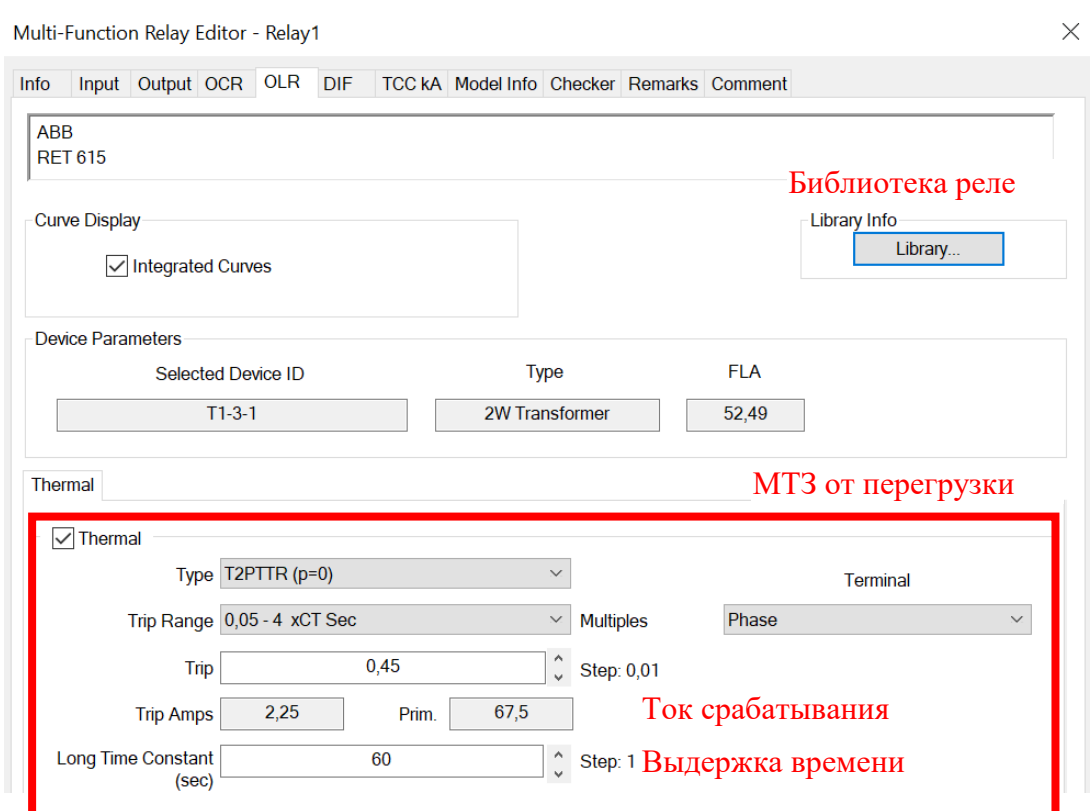 Multi-Function Relay Editor - Relay1
Info Input Output OCR OLR DIF TCC kA Model Info Checker Remarks Comment
ABB
RET 615
Библиотека реле
Curve Display
Library Info
Integrated Curves
Library...
Device Parameters
Selected Device ID Type FLA
T1-3-1 2W Transformer 52,49
Thermal
МТЗ от перегрузки
Thermal
Type T2PTTR (p=0)
Terminal
Trip Range 0,05 - 4 xCT Sec Multiples Phase
Trip 0,45 Step: 0,01
Trip Amps 2,25 Prim. 67,5 Ток срабатывания
Long Time Constant (sec) 60 Step: 1 Выдержка времени